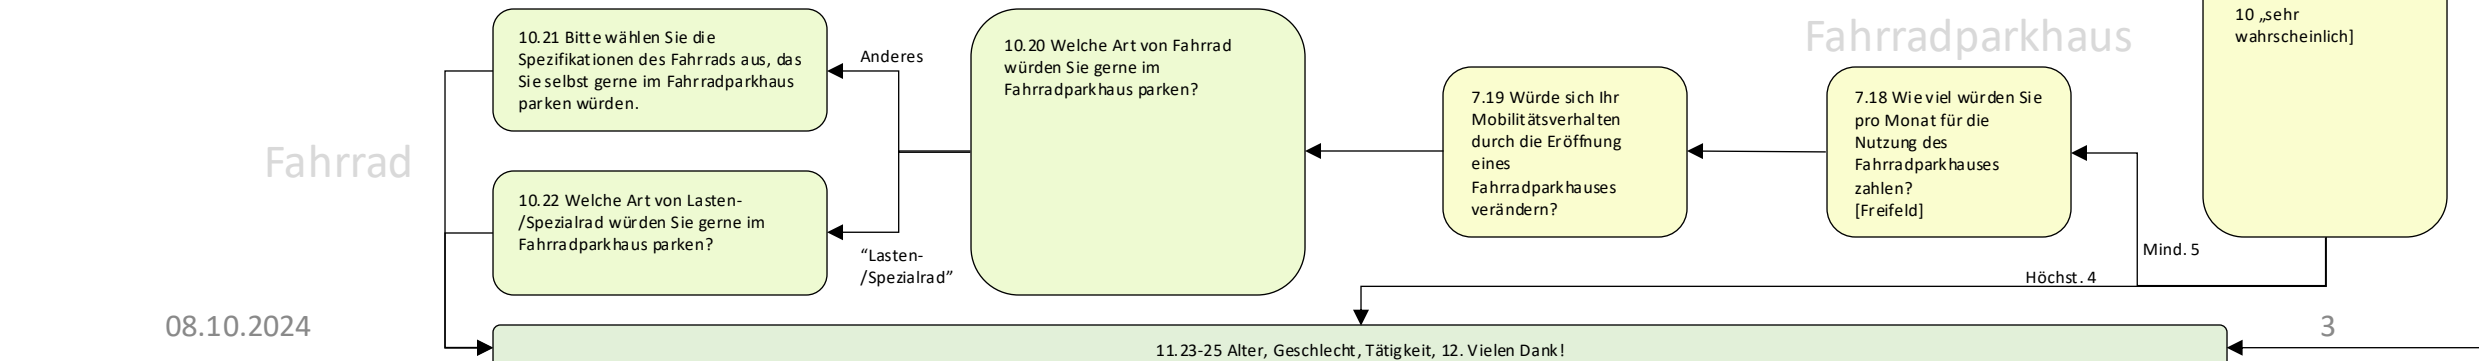 10.21 Bitte wählen Sie die
Spezifikationen des Fahrrads aus, das
Sie selbst gerne im Fahrradparkhaus
parken würden.
Anderes
10.20 Welche Art von Fahrrad
würden Sie gerne im
Fahrradparkhaus parken?
Fahrradparkhaus
10 „sehr
wahrscheinlich]
7.19 Würde sich Ihr
Mobilitätsverhalten
durch die Eröffnung
eines
Fahrradparkhauses
verändern?
7.18 Wie viel würden Sie
pro Monat für die
Nutzung des
Fahrradparkhauses
zahlen?
[Freifeld]
Fahrrad
10.22 Welche Art von Lasten-
/Spezialrad würden Sie gerne im
Fahrradparkhaus parken?
“Lasten-
/Spezialrad”
Mind. 5
Höchst. 4
08.10.2024
3
11.23-25 Alter, Geschlecht, Tätigkeit, 12. Vielen Dank!